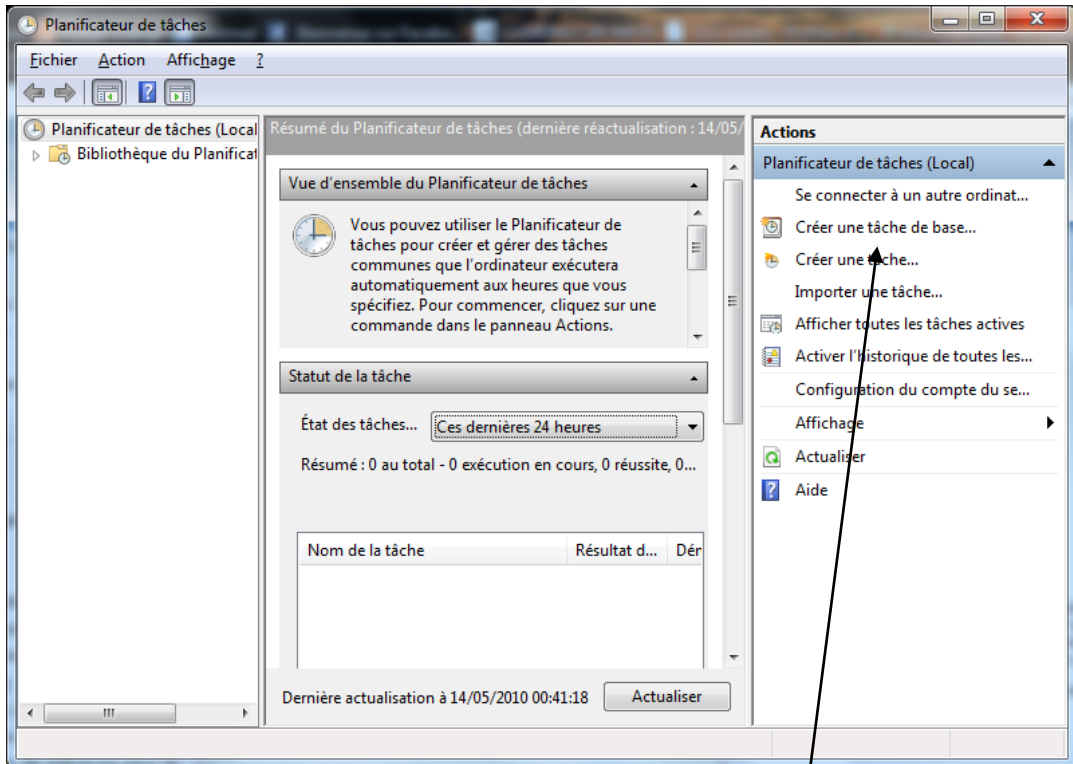 Planificateur de tâches
Fichier Action Affichage ?
Planificateur de tâches (Local
Bibliothèque du Planificat
Résumé du Planificateur de tâches (dernière réactualisation : 14/05/
Vue d'ensemble du Planificateur de tâches
Vous pouvez utiliser le Planificateur de
tâches pour créer et gérer des tâches
communes que l'ordinateur exécutera
automatiquement aux heures que vous
spécifiez. Pour commencer, cliquez sur une
commande dans le panneau Actions.
Statut de la tâche
État des tâches... Ces dernières 24 heures
Résumé : 0 au total - 0 exécution en cours, 0 réussite, 0...
Nom de la tâche Résultat d... Dér
Dernière actualisation à 14/05/2010 00:41:18 Actualiser
Actions
Planificateur de tâches (Local)
Se connecter à un autre ordinat...
Créer une tâche de base...
Créer une tâche...
Importer une tâche...
Afficher toutes les tâches actives
Activer l'historique de toutes les...
Configuration du compte du se...
Affichage
Actualiser
Aide